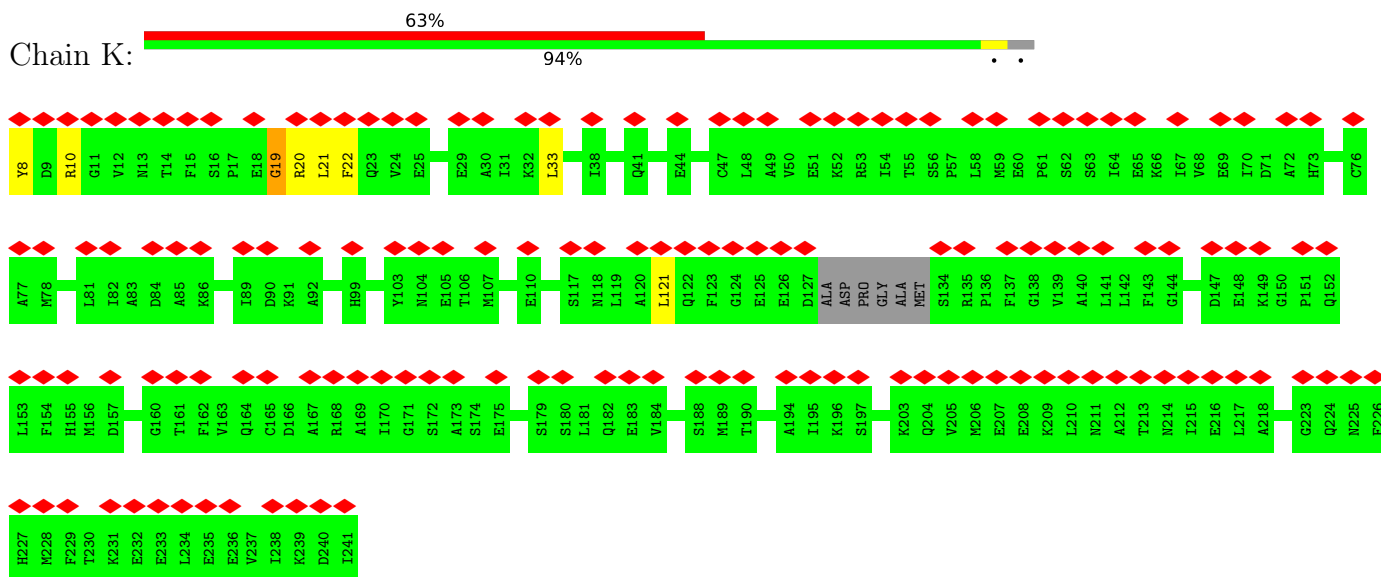 63%
Chain K:
94%
Y8 D9 R10 G11 V12 N13 T14 F15 S16 P17 E18 G19 R20 L21 F22 Q23 V24 E25 E29 A30 I31 K32 L33 I38 Q41 E44 C47 L48 A49 V50 E51 K52 R53 I54 T55 S56 P57 L58 M59 E60 P61 S62 S63 I64 E65 K66 I67 V68 E69 I70 D71 A72 H73 C76
A77 M78 L81 I82 A83 D84 A85 K86 I89 D90 K91 A92 H99 Y103 N104 E105 T106 M107 E110 S117 N118 L119 A120 L121 Q122 F123 G124 E125 E126 D127 ALA ASP PRO GLY ALA MET S134 R135 P136 F137 G138 V139 A140 L141 L142 F143 G144 D147 E148 K149 G150 P151 Q152
L153 F154 H155 M156 D157 G160 T161 F162 V163 Q164 C165 D166 A167 R168 A169 I170 G171 S172 A173 S174 E175 S179 S180 L181 Q182 E183 V184 S188 M189 T190 A194 I195 K196 S197 K203 Q204 V205 M206 E207 E208 K209 L210 N211 A212 T213 N214 I215 E216 L217 A218 G223 Q224 N225 F226
H227 M228 F229 T230 K231 E232 E233 L234 E235 E236 V237 I238 K239 D240 I241